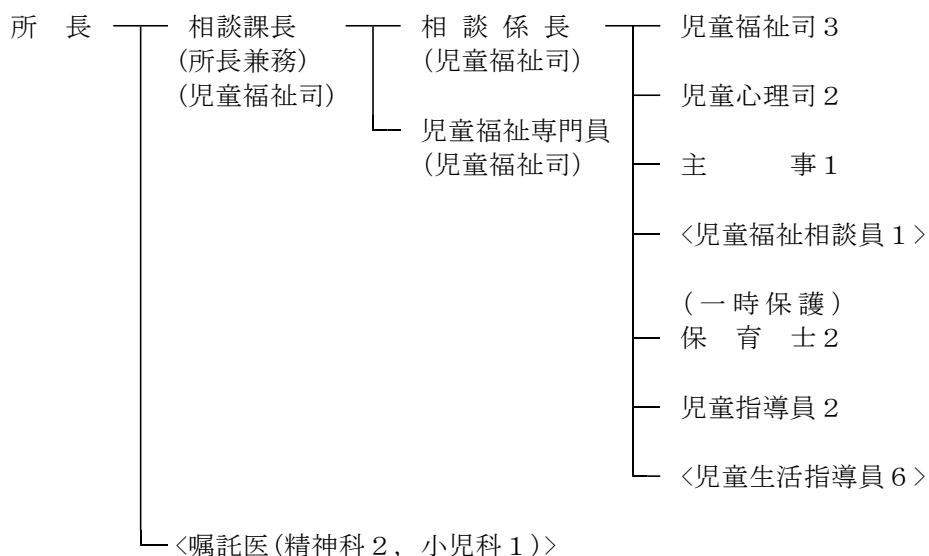 所 長
相談課長
(所長兼務)
(児童福祉司)
相 談 係 長
(児童福祉司)
児童福祉専門員
(児童福祉司)
児童福祉司３
児童心理司２
主 事１
<児童福祉相談員１>
(一時保護)
保 育 士２
児童指導員２
<児童生活指導員６>
<嘱託医(精神科２, 小児科１)>